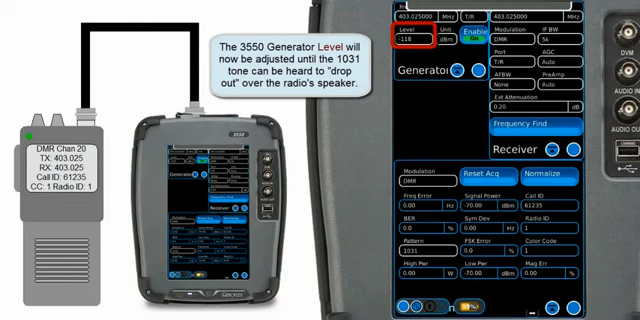 The 3550 Generator Level will
now be adjusted until the 1031
tone can be heard to "drop
out" over the radio's speaker.
DMR Chan 20
TX: 403.025
RX: 403.025
Call ID: 61235
CC: 1 Radio ID: 1
3550
403.025000 MHz T/R 403.025000 MHz
Level Unit Enable Modulation IF BW
-118 dBm On DMR 5k
Port AGC
T/R Auto
Generator
AFBW PreAmp
None Auto
Ext Attenuation
0.20 dB
Frequency Find
Receiver
Modulation
DMR Reset Acq Normalize
Freq Error Signal Power Call ID
0.00 Hz -70.00 dBm 61235
BER Sym Dev Radio ID
0.00 % 0.00 Hz 1
Pattern FSK Error Color Code
1031 0.0 % 1
High Pwr Low Pwr Mag Err
0.00 W -70.00 dBm 0.00 %
99%
DVM
AUDIO IN
AUDIO OUT